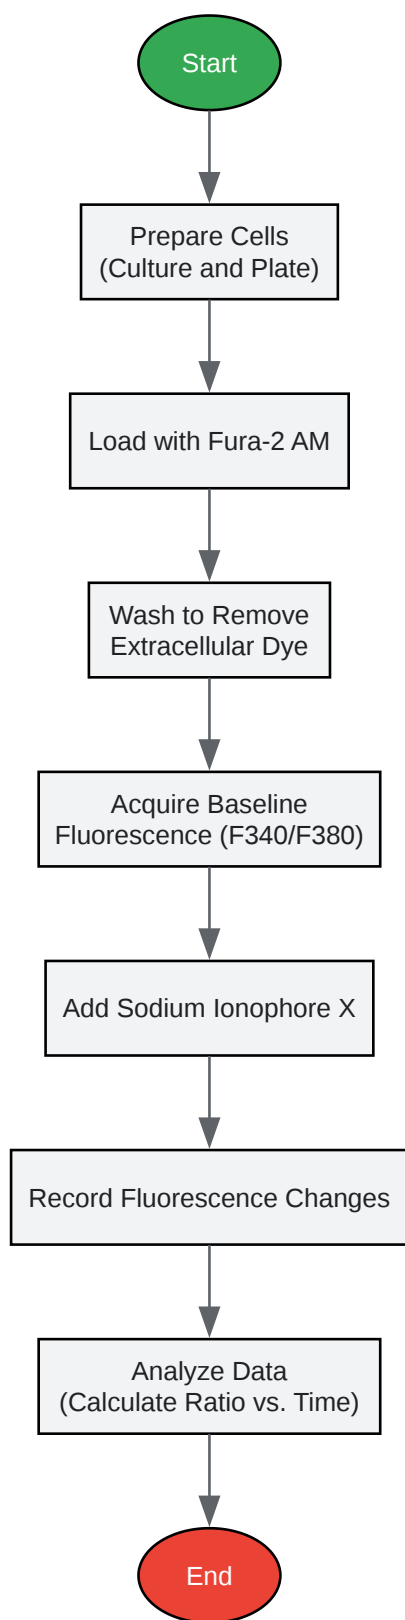 Start
Prepare Cells
(Culture and Plate)
Load with Fura-2 AM
Wash to Remove
Extracellular Dye
Acquire Baseline
Fluorescence (F340/F380)
Add Sodium Ionophore X
Record Fluorescence Changes
Analyze Data
(Calculate Ratio vs. Time)
End